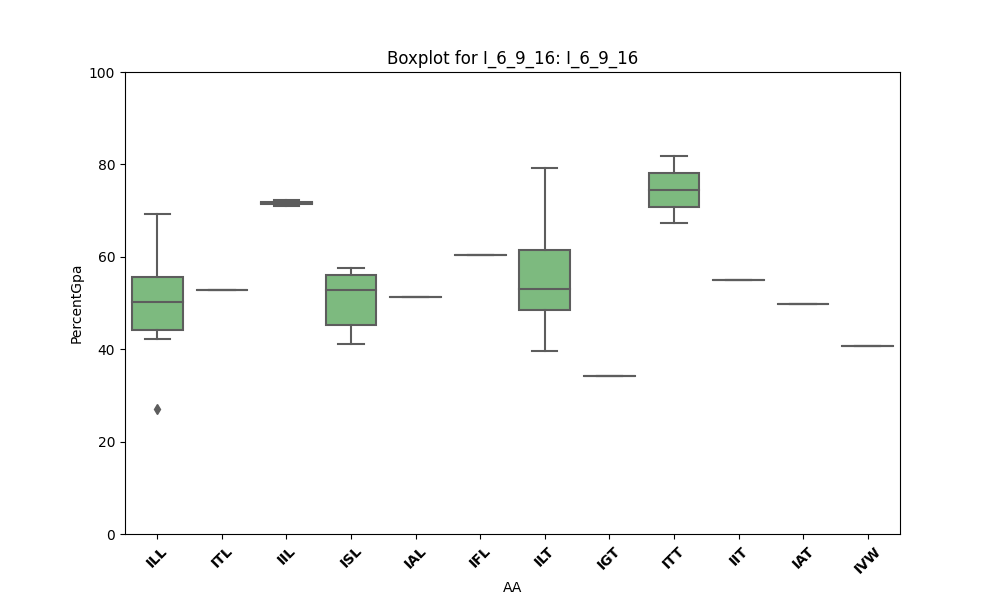 Boxplot for I_6_9_16: I_6_9_16
100
80
60
40
20
0
PercentGpa
ILL ITL IIL ISL IAL IFL ILT IGT ITT IIT IAT IVW
AA